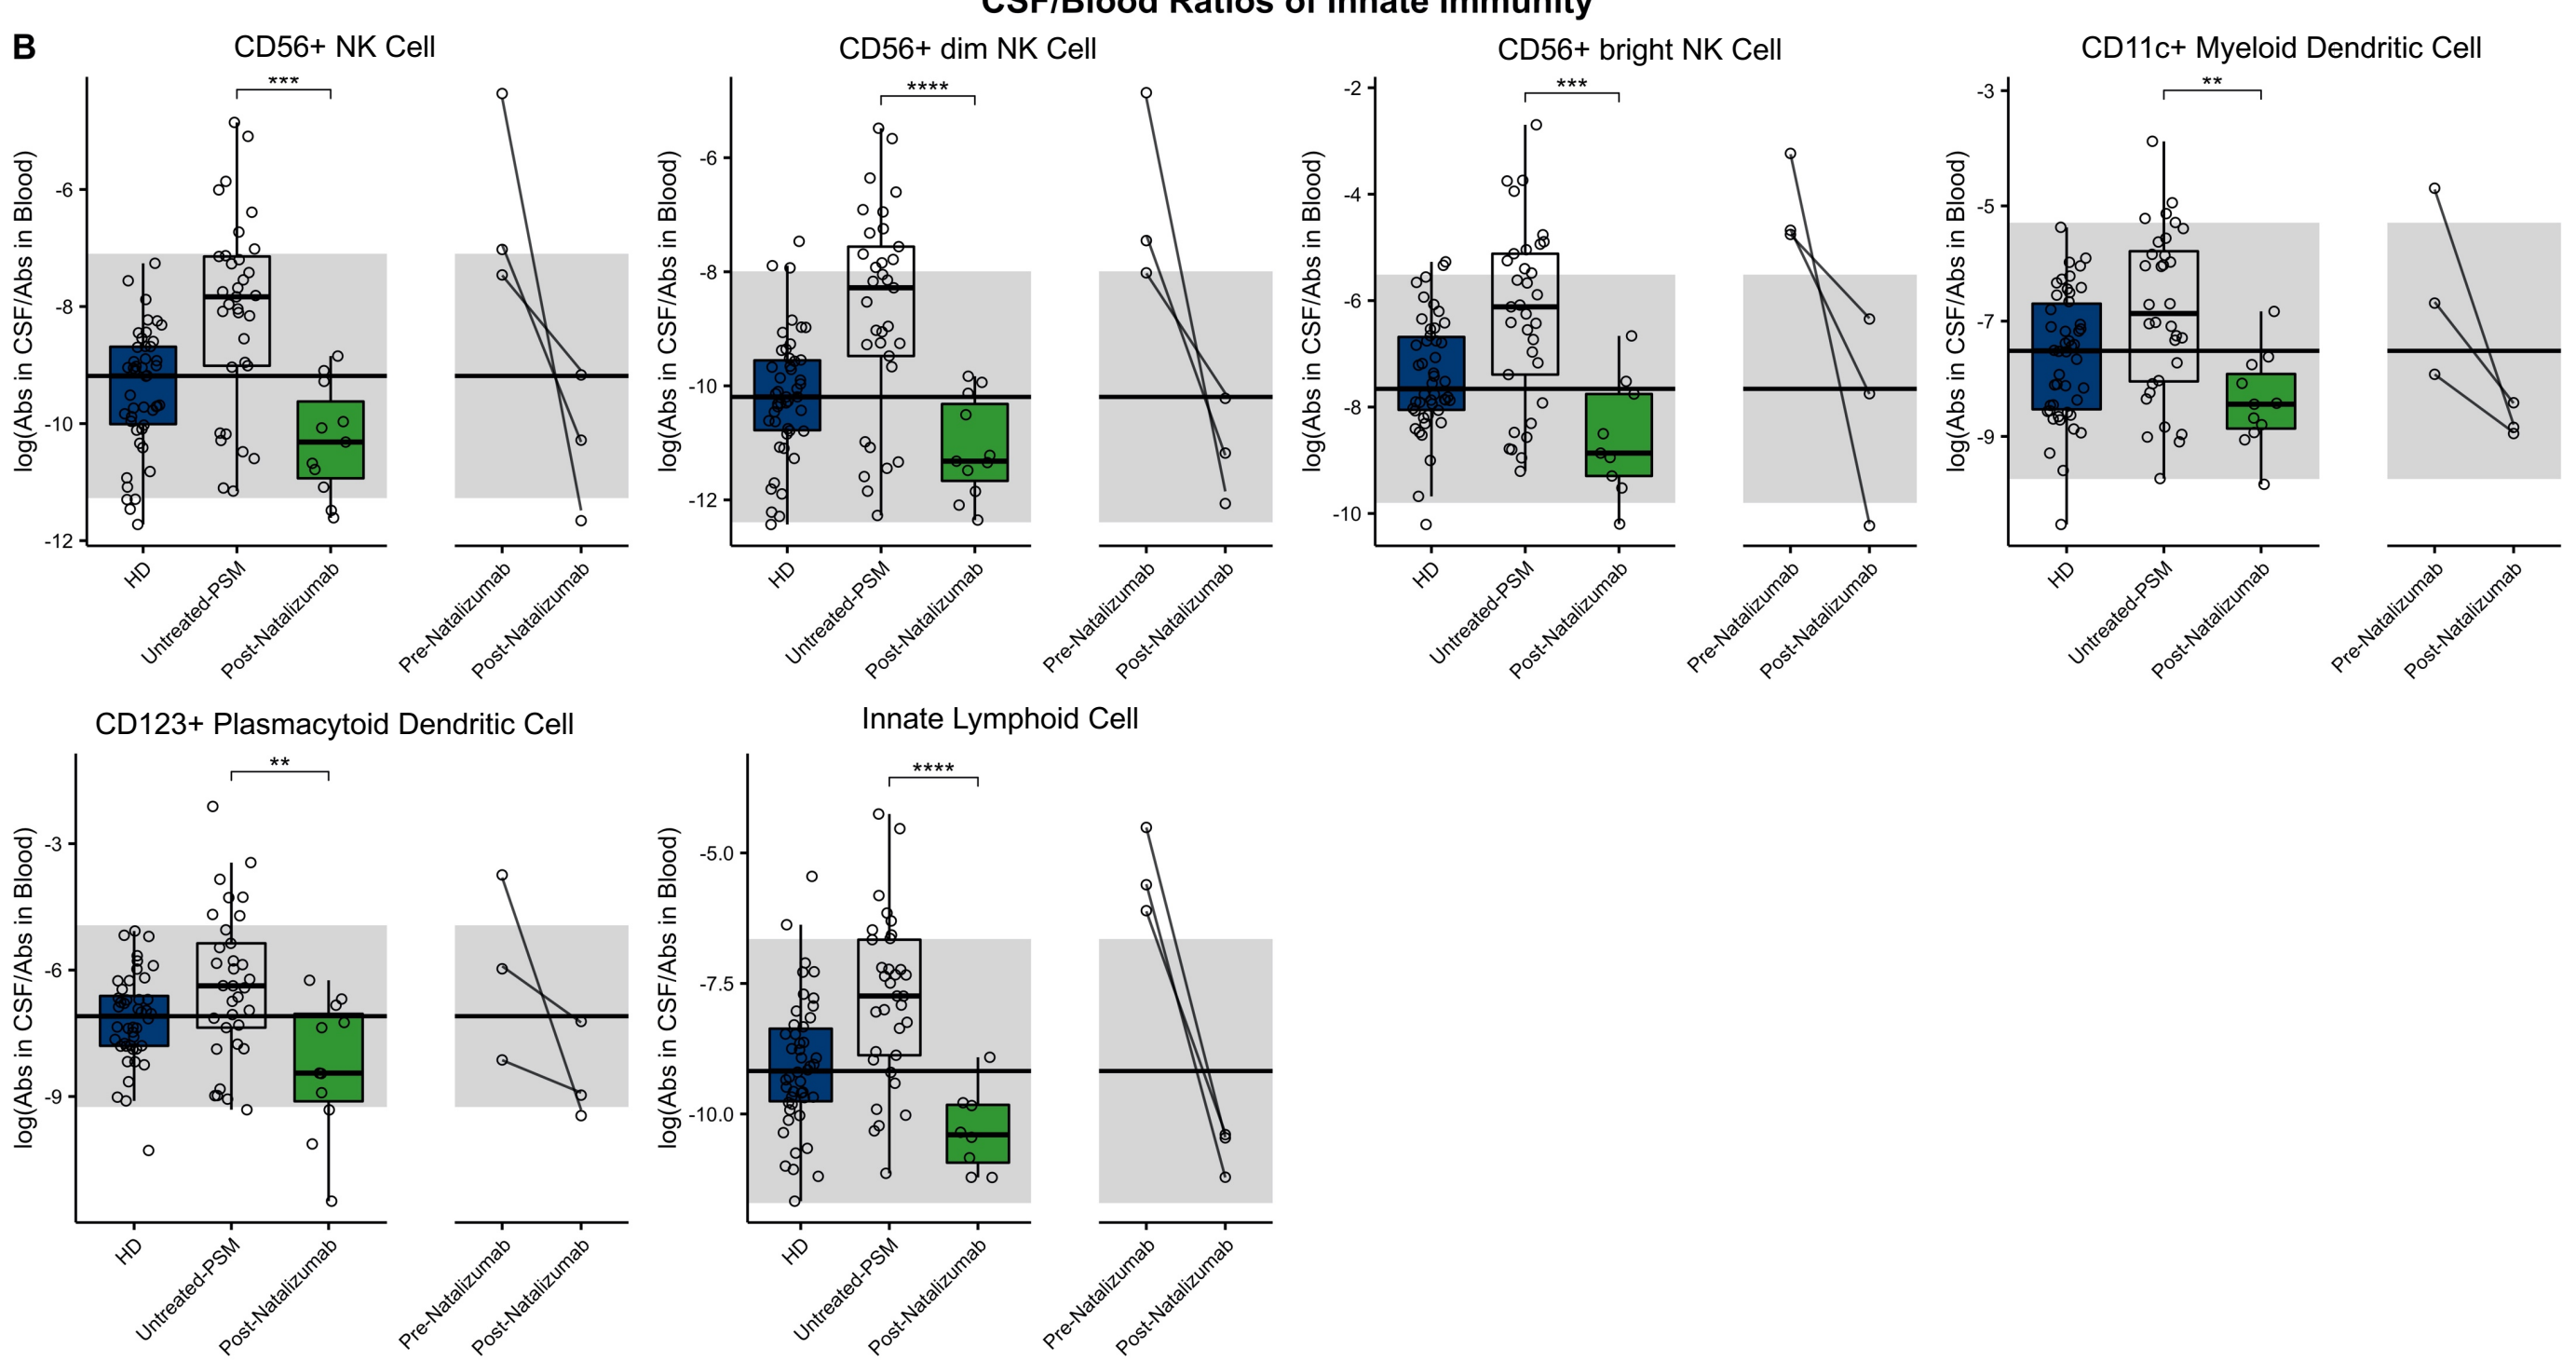 CSF/Blood Ratios of Innate Immunity
B
CD56+ NK Cell
***
log(Abs in CSF/Abs in Blood)
-6
-8
-10
-12
HD
Untreated-PSM
Post-Natalizumab
Pre-Natalizumab
Post-Natalizumab
CD56+ dim NK Cell
****
log(Abs in CSF/Abs in Blood)
-6
-8
-10
-12
HD
Untreated-PSM
Post-Natalizumab
Pre-Natalizumab
Post-Natalizumab
CD56+ bright NK Cell
***
log(Abs in CSF/Abs in Blood)
-2
-4
-6
-8
-10
HD
Untreated-PSM
Post-Natalizumab
Pre-Natalizumab
Post-Natalizumab
CD11c+ Myeloid Dendritic Cell
**
log(Abs in CSF/Abs in Blood)
-3
-5
-7
-9
HD
Untreated-PSM
Post-Natalizumab
Pre-Natalizumab
Post-Natalizumab
CD123+ Plasmacytoid Dendritic Cell
**
log(Abs in CSF/Abs in Blood)
-3
-6
-9
HD
Untreated-PSM
Post-Natalizumab
Pre-Natalizumab
Post-Natalizumab
Innate Lymphoid Cell
****
log(Abs in CSF/Abs in Blood)
-5.0
-7.5
-10.0
HD
Untreated-PSM
Post-Natalizumab
Pre-Natalizumab
Post-Natalizumab